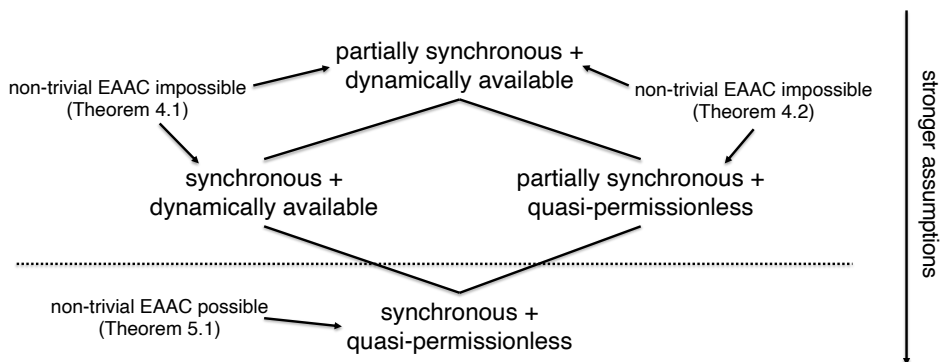 partially synchronous +
dynamically available
non-trivial EAAC impossible
(Theorem 4.1)
non-trivial EAAC impossible
(Theorem 4.2)
synchronous +
dynamically available
partially synchronous +
quasi-permissionless
non-trivial EAAC possible
(Theorem 5.1)
synchronous +
quasi-permissionless
stronger assumptions